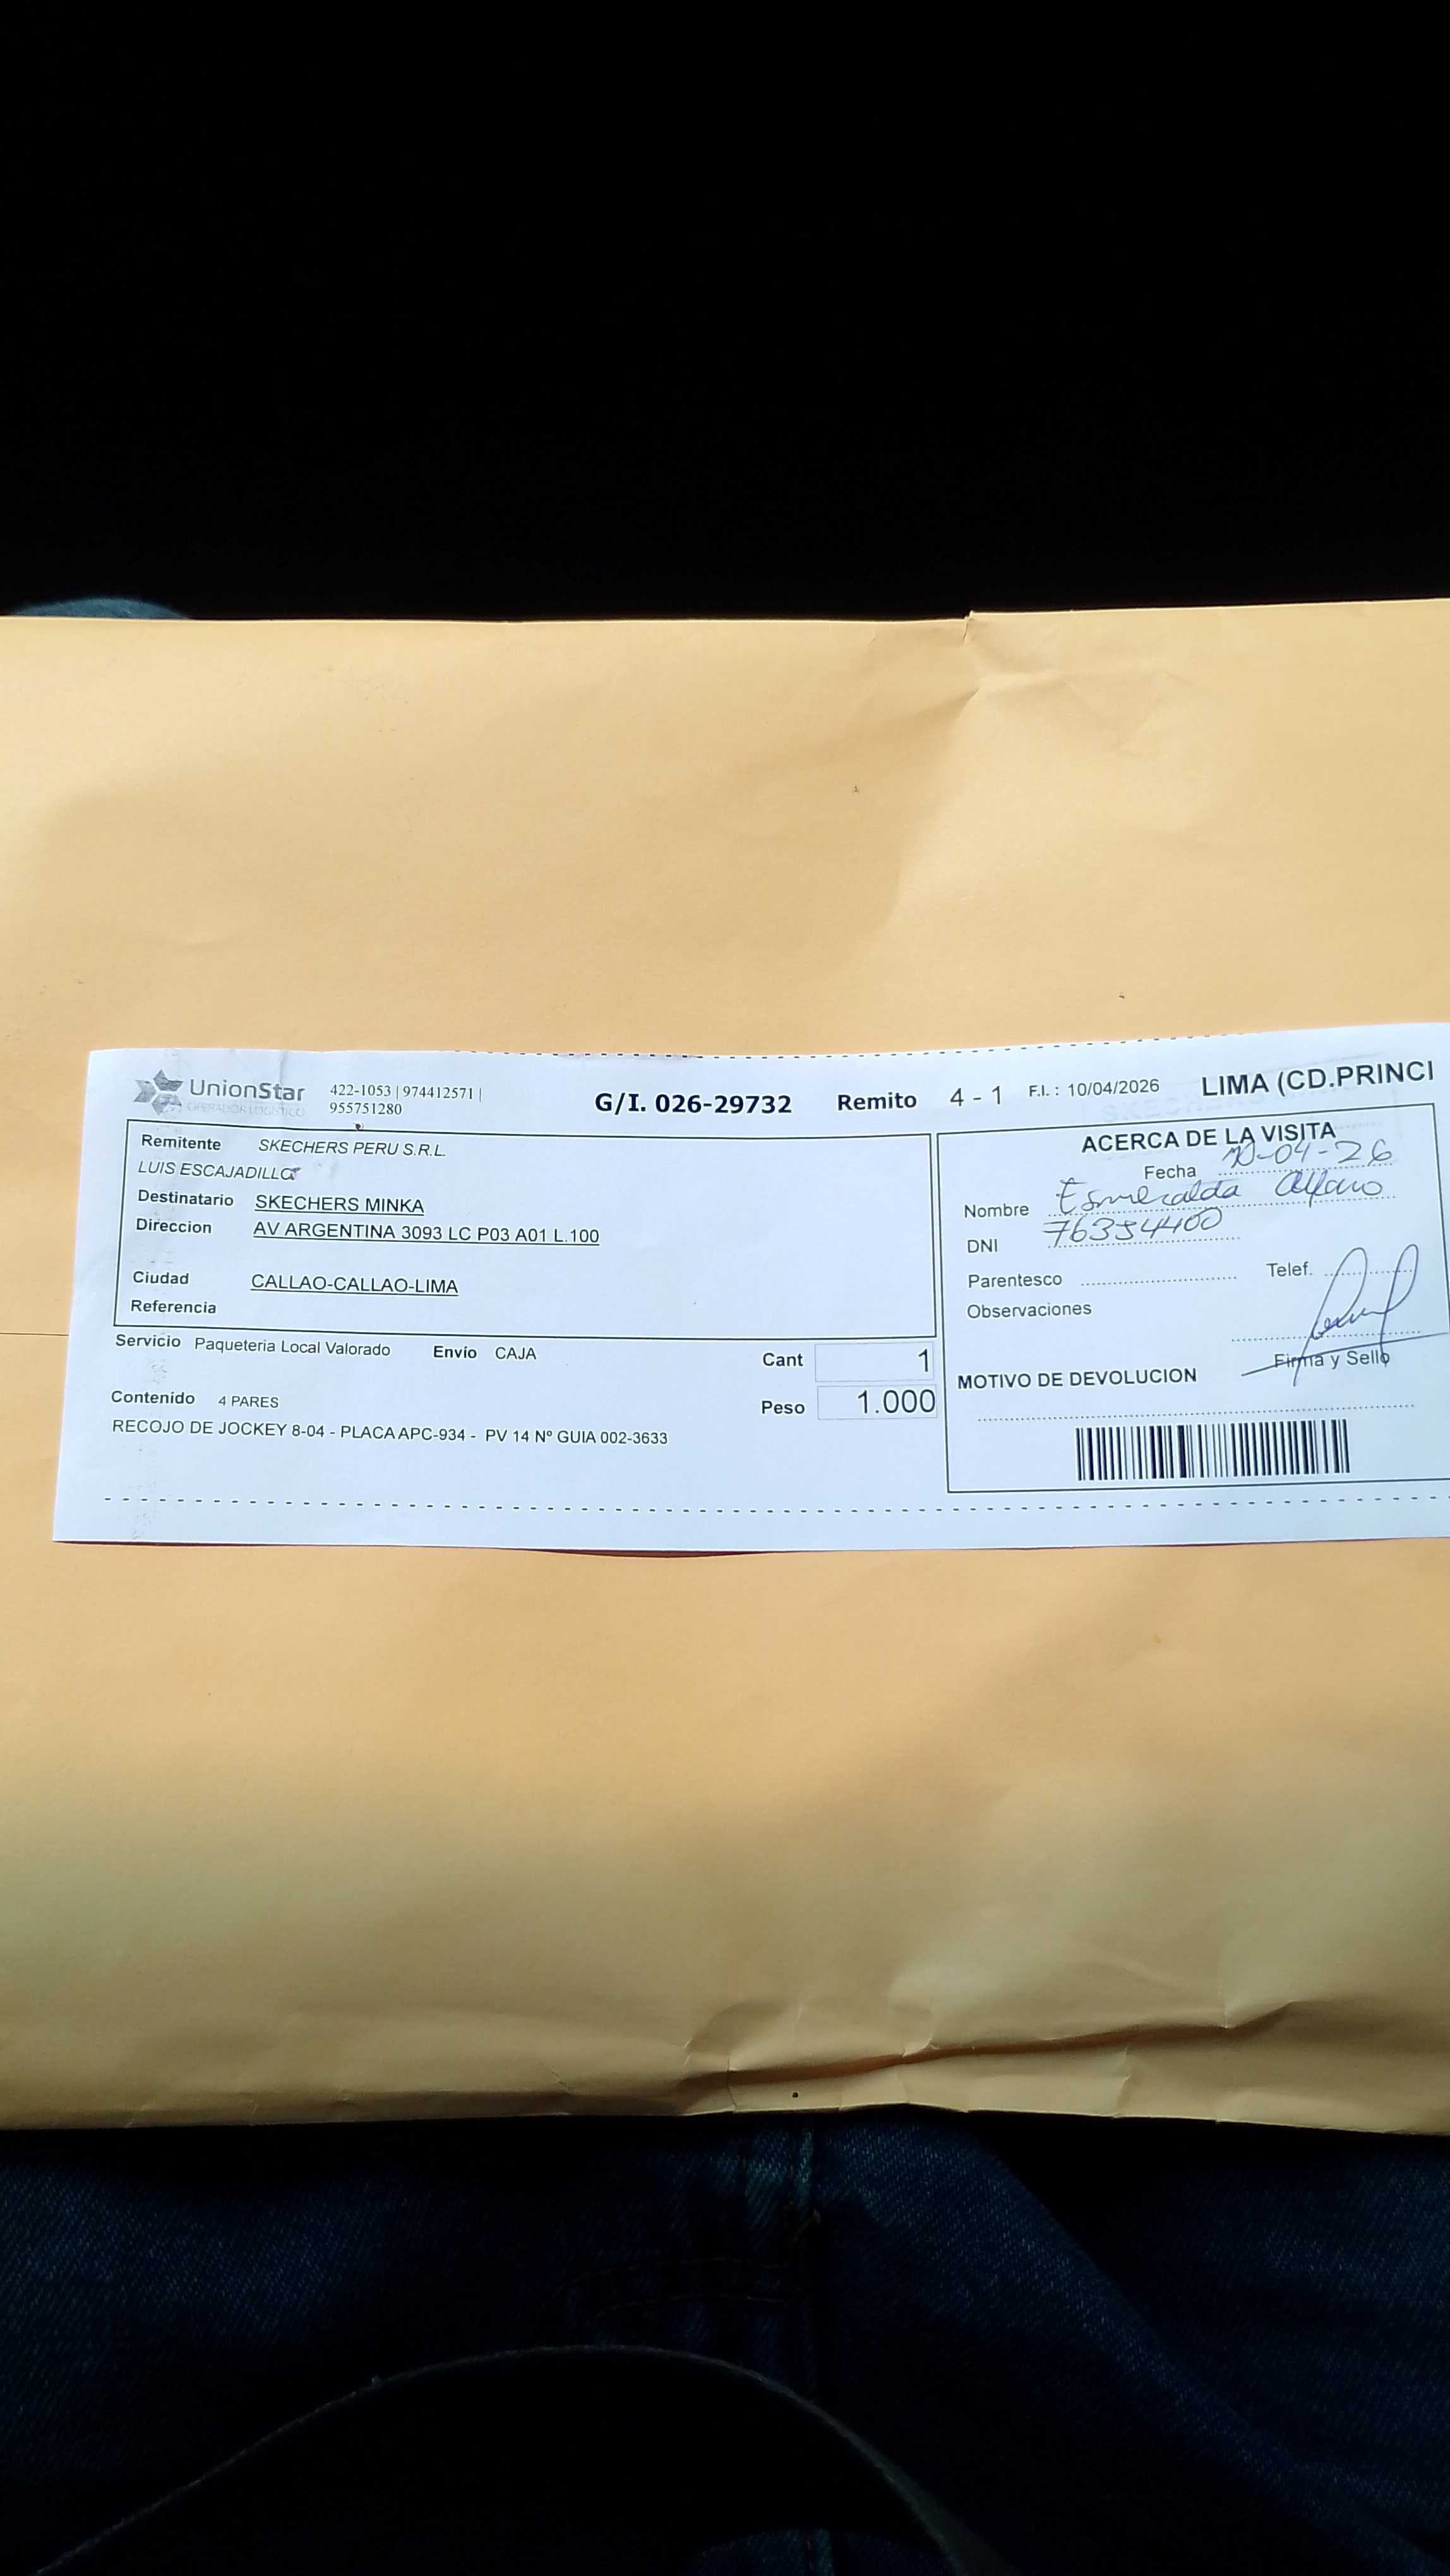 UnionStar
OPERADOR LOGISTICO
422-1053 | 974412571 |
955751280
G/I. 026-29732 Remito 4 - 1 F.I. : 10/04/2026 LIMA (CD.PRINCI
Remitente SKECHERS PERU S.R.L.
LUIS ESCAJADILLO
Destinatario SKECHERS MINKA
Direccion AV ARGENTINA 3093 LC P03 A01 L.100
Ciudad CALLAO-CALLAO-LIMA
Referencia
Servicio Paqueteria Local Valorado Envío CAJA
Cant 1
Contenido 4 PARES
Peso 1.000
RECOJO DE JOCKEY 8-04 - PLACA APC-934 - PV 14 Nº GUIA 002-3633
ACERCA DE LA VISITA
Fecha 10-04-26
Nombre Esmeralda Alfaro
DNI 76354400
Parentesco Telef.
Observaciones
Firma y Sello
MOTIVO DE DEVOLUCION